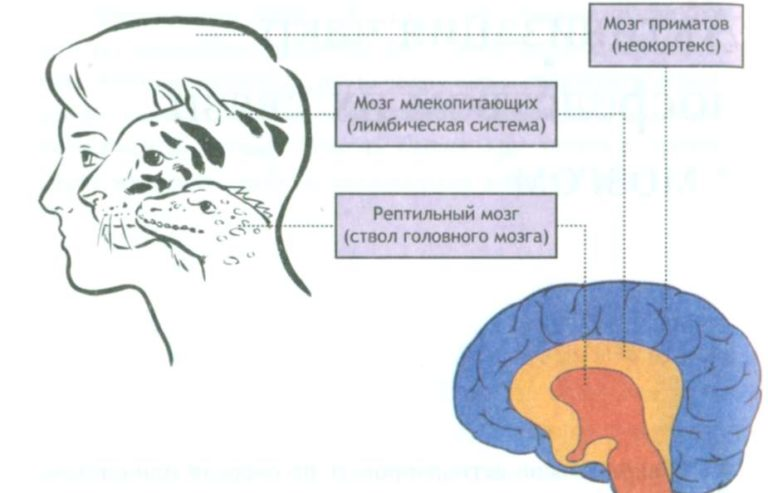 Мозг приматов
(неокортекс)
Мозг млекопитающих
(лимбическая система)
Рептильный мозг
(ствол головного мозга)